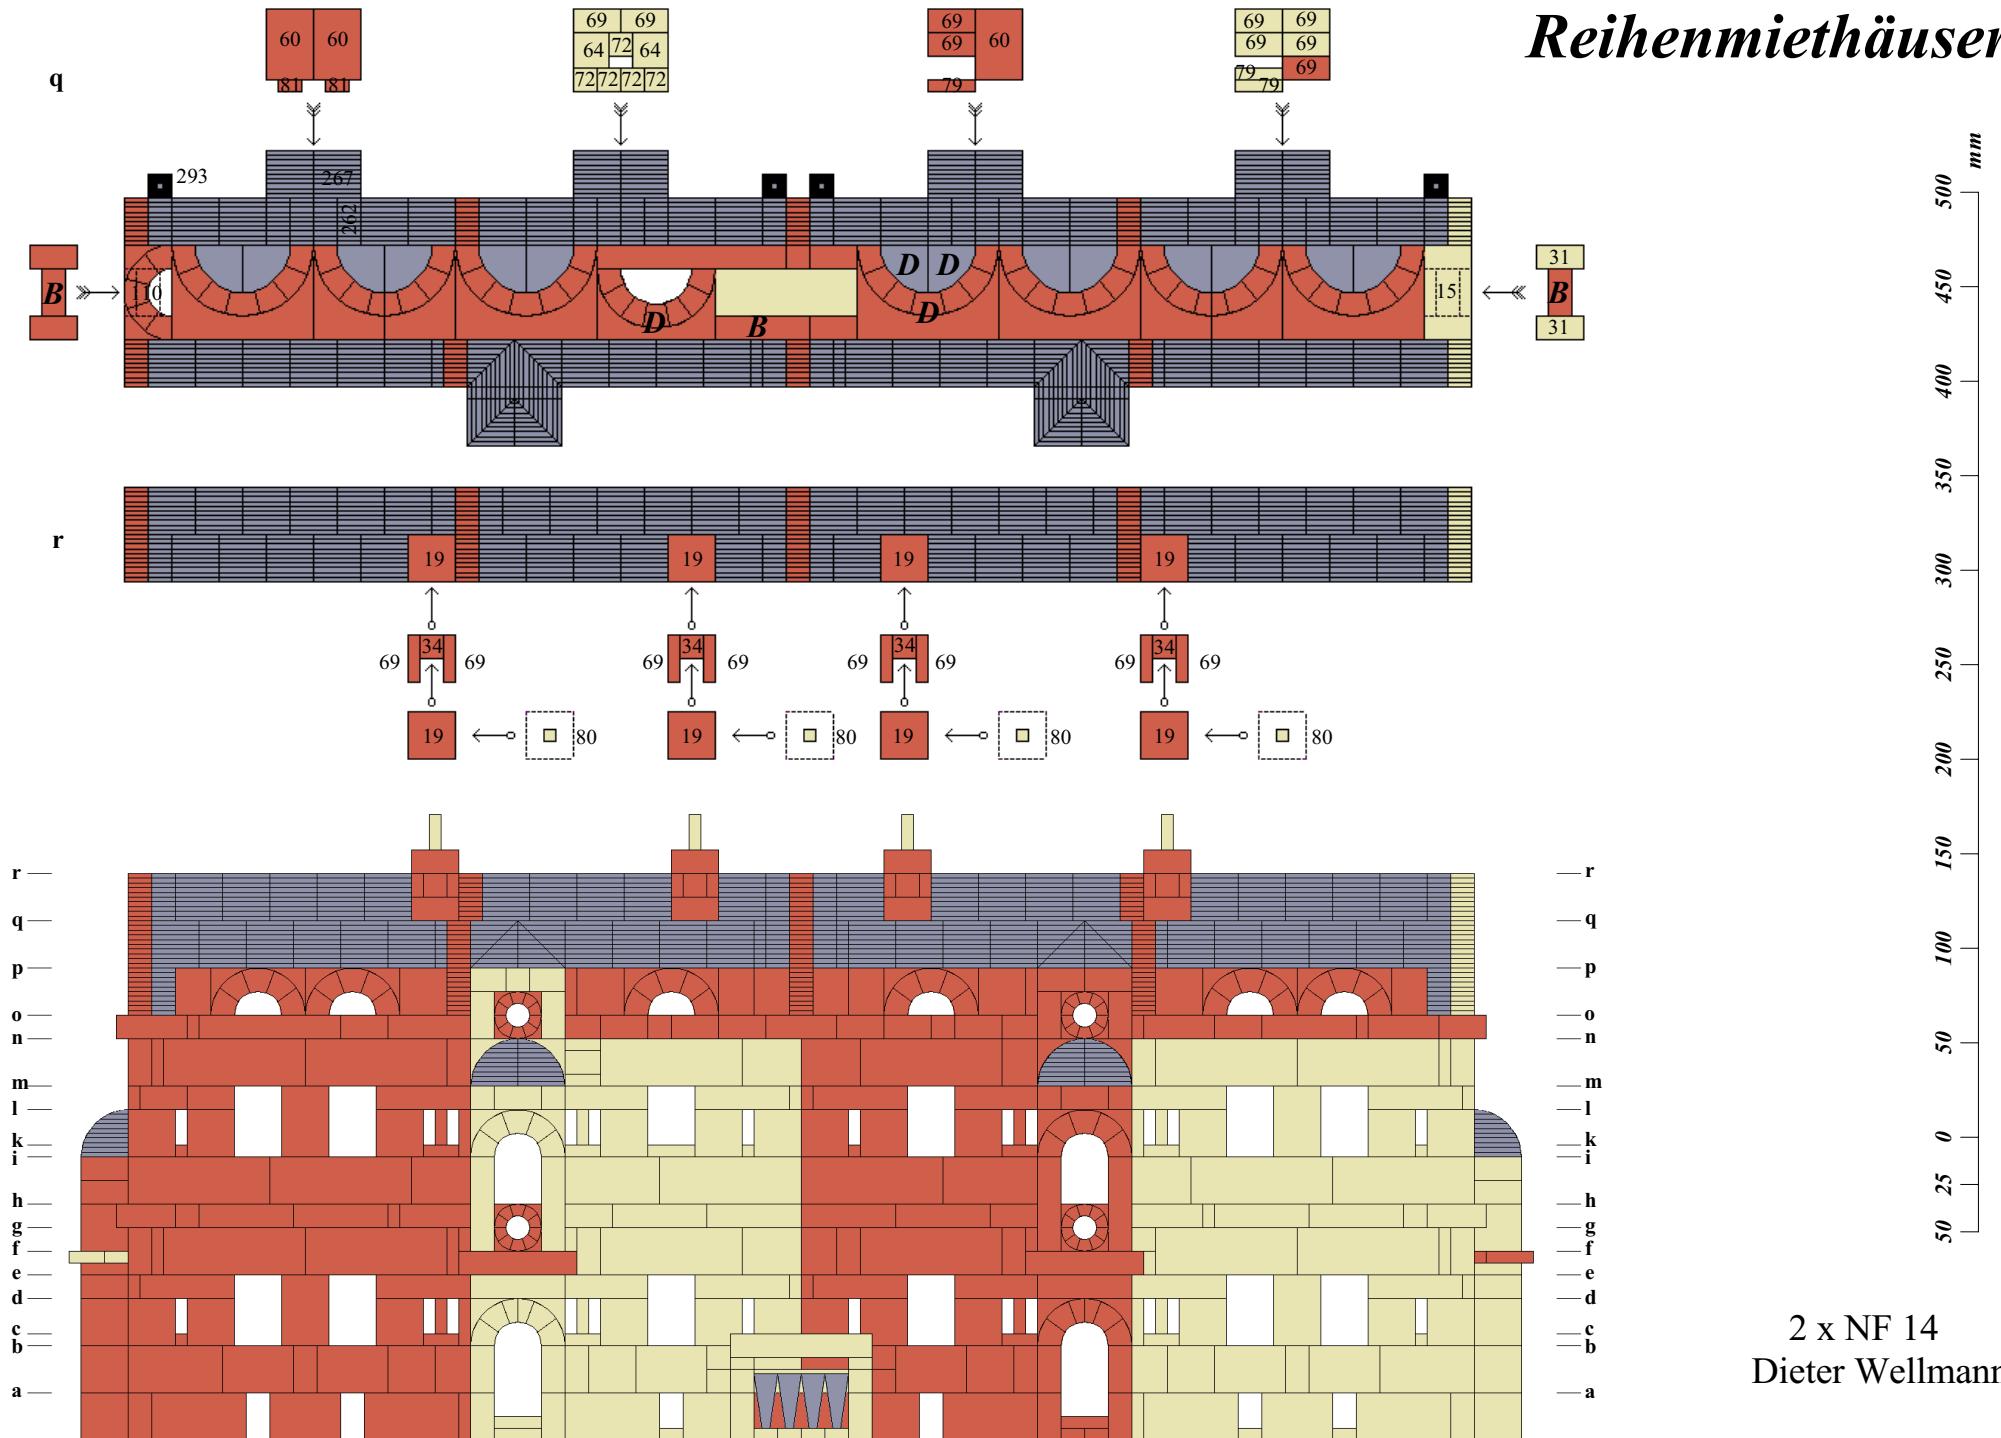 Reihenmiethäuser
q
60 60
81 81
69 69
64 72 64
72 72 72 72
69
69 60
79
69 69
69 69
79 69
79
mm
293
267
262
B
110
D D
D
D
B
15
31
B
31
r
19 19 19 19
69 34 69 69 34 69 69 34 69 69 34 69
19 80 19 80 19 80 19 80
500
450
400
350
300
250
200
150
100
50
0
25
50
r r
q q
p p
o o
n n
m m
l l
k k
i i
h h
g g
f f
e e
d d
c c
b b
a a
2 x NF 14
Dieter Wellmann